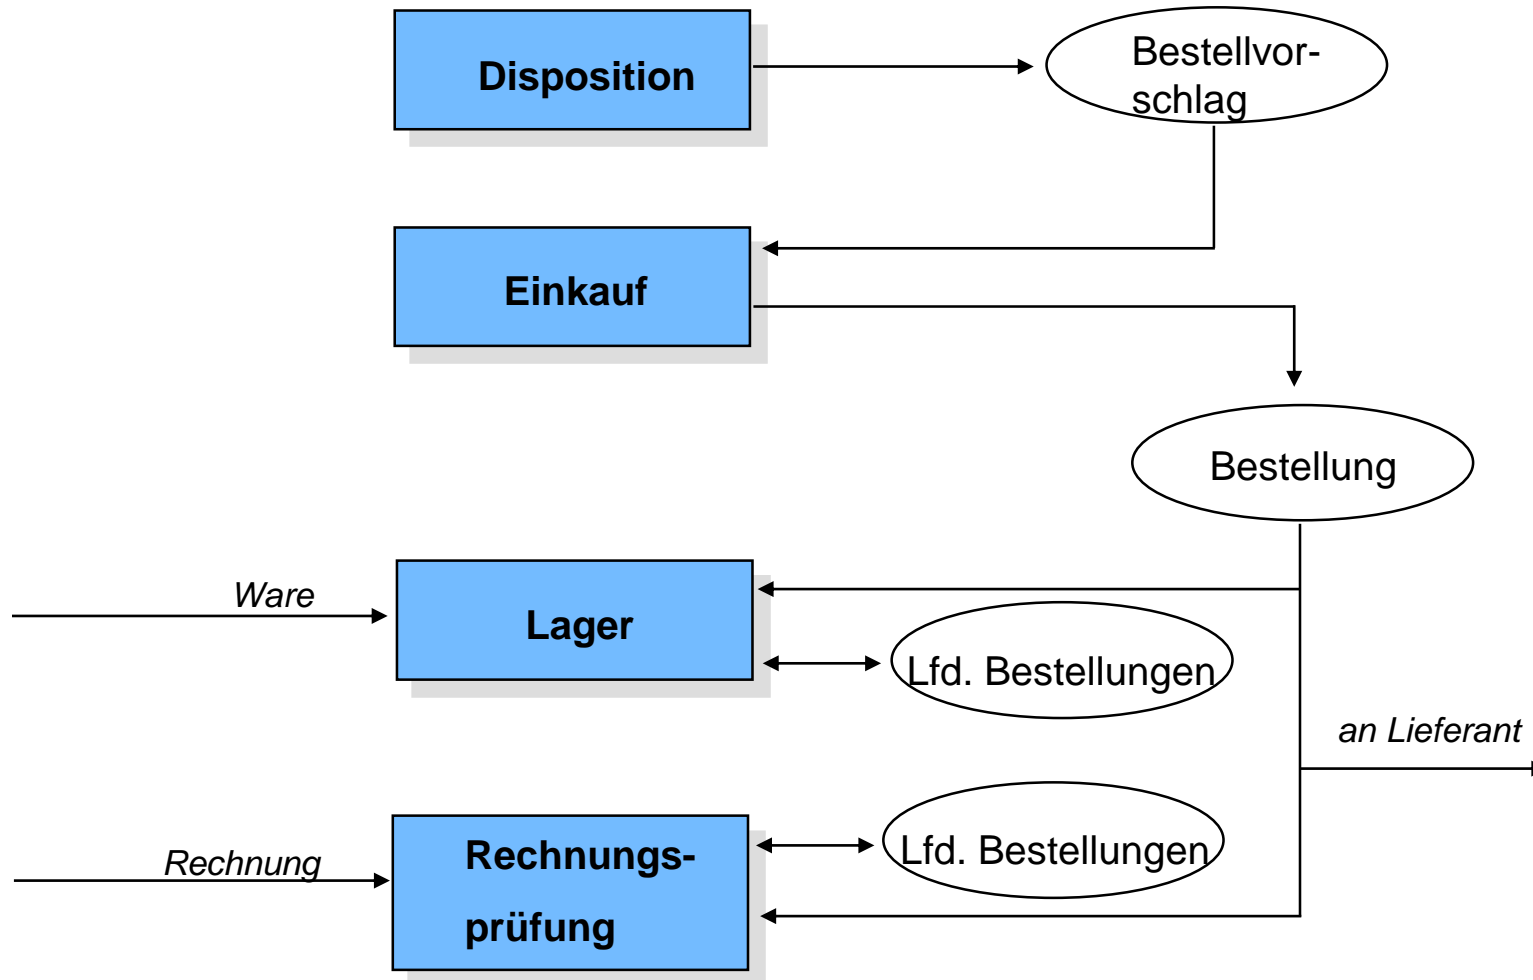 Disposition
Bestellvor-
schlag
Einkauf
Bestellung
Ware
Lager
Lfd. Bestellungen
an Lieferant
Rechnung
Rechnungs-
prüfung
Lfd. Bestellungen